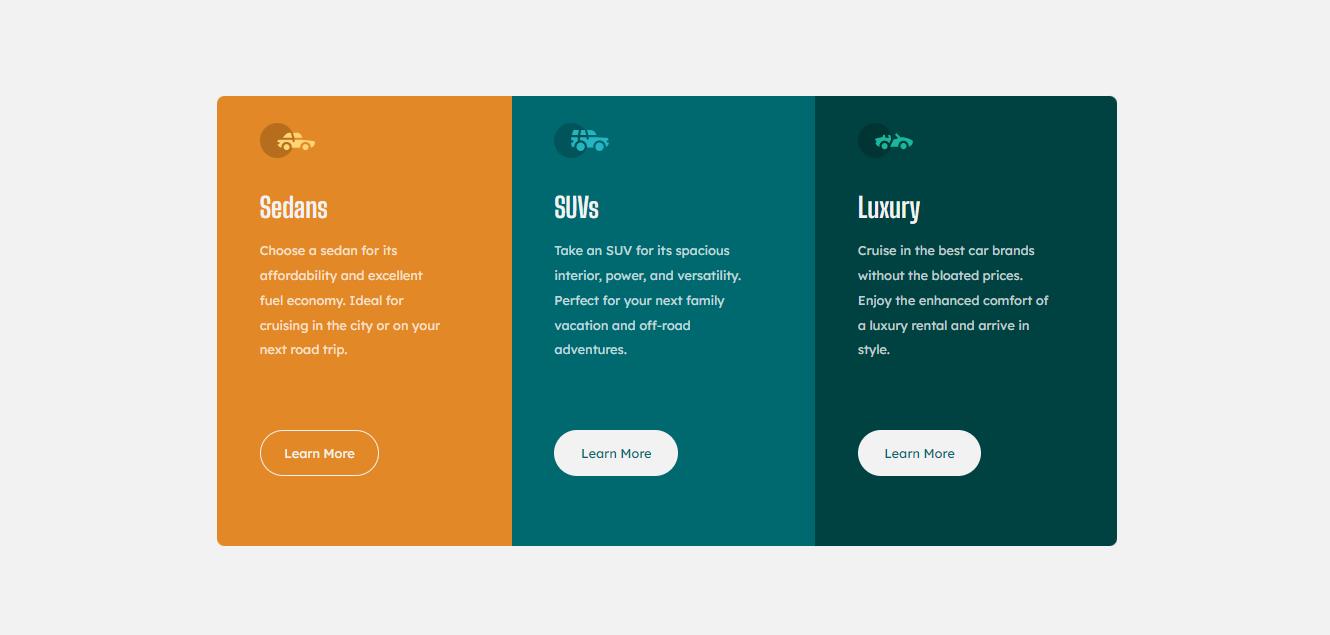 Sedans
Choose a sedan for its
affordability and excellent
fuel economy. Ideal for
cruising in the city or on your
next road trip.
Learn More
SUVs
Take an SUV for its spacious
interior, power, and versatility.
Perfect for your next family
vacation and off-road
adventures.
Learn More
Luxury
Cruise in the best car brands
without the bloated prices.
Enjoy the enhanced comfort of
a luxury rental and arrive in
style.
Learn More